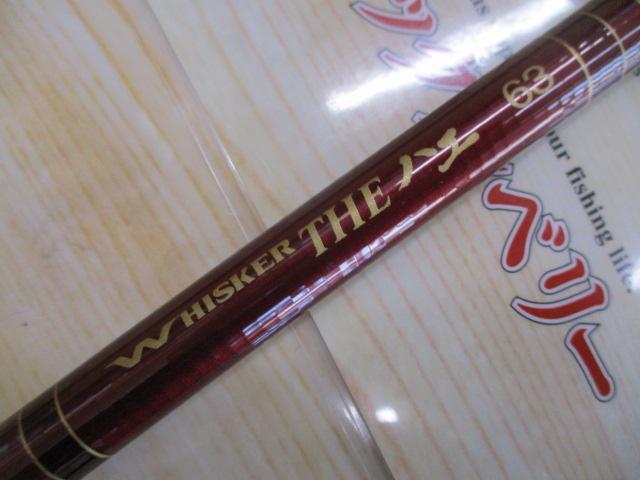 WHISKER THE ハエ 63
our fishing life.
ベリー